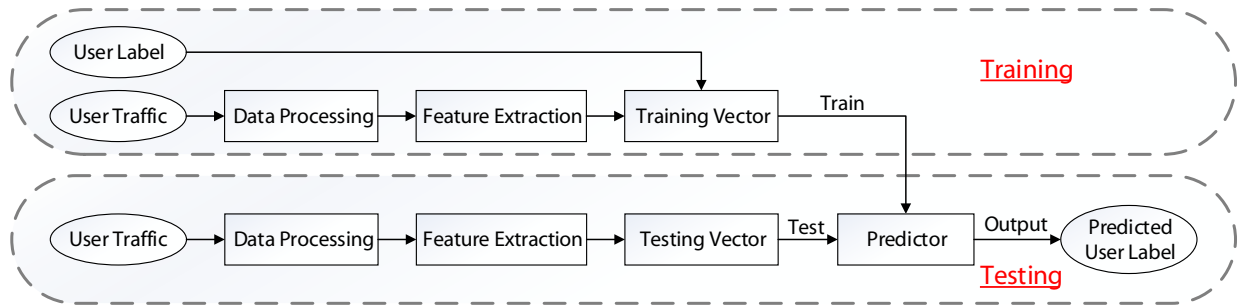 User Label
Training
User Traffic
Data Processing
Feature Extraction
Training Vector
Train
User Traffic
Data Processing
Feature Extraction
Testing Vector
Test
Predictor
Output
Predicted
User Label
Testing